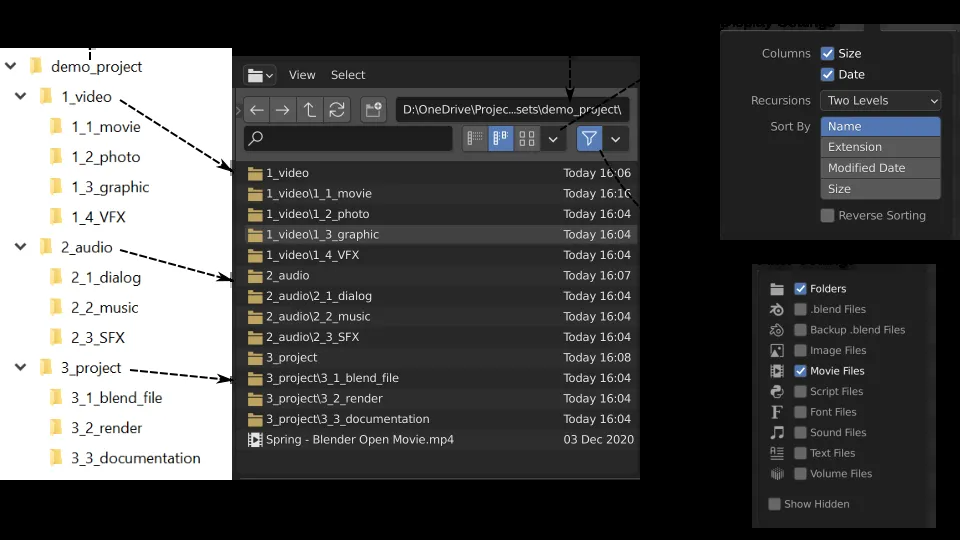 demo_project
1_video
1_1_movie
1_2_photo
1_3_graphic
1_4_VFX
2_audio
2_1_dialog
2_2_music
2_3_SFX
3_project
3_1_blend_file
3_2_render
3_3_documentation
View Select
D:\OneDrive\Projec...sets\demo_project\
1_video Today 16:06
1_video\1_1_movie Today 16:16
1_video\1_2_photo Today 16:04
1_video\1_3_graphic Today 16:04
1_video\1_4_VFX Today 16:04
2_audio Today 16:07
2_audio\2_1_dialog Today 16:04
2_audio\2_2_music Today 16:04
2_audio\2_3_SFX Today 16:04
3_project Today 16:08
3_project\3_1_blend_file Today 16:04
3_project\3_2_render Today 16:04
3_project\3_3_documentation Today 16:04
Spring - Blender Open Movie.mp4 03 Dec 2020
Columns Size
Date
Recursions Two Levels
Sort By Name
Extension
Modified Date
Size
Reverse Sorting
Folders
.blend Files
Backup .blend Files
Image Files
Movie Files
Script Files
Font Files
Sound Files
Text Files
Volume Files
Show Hidden